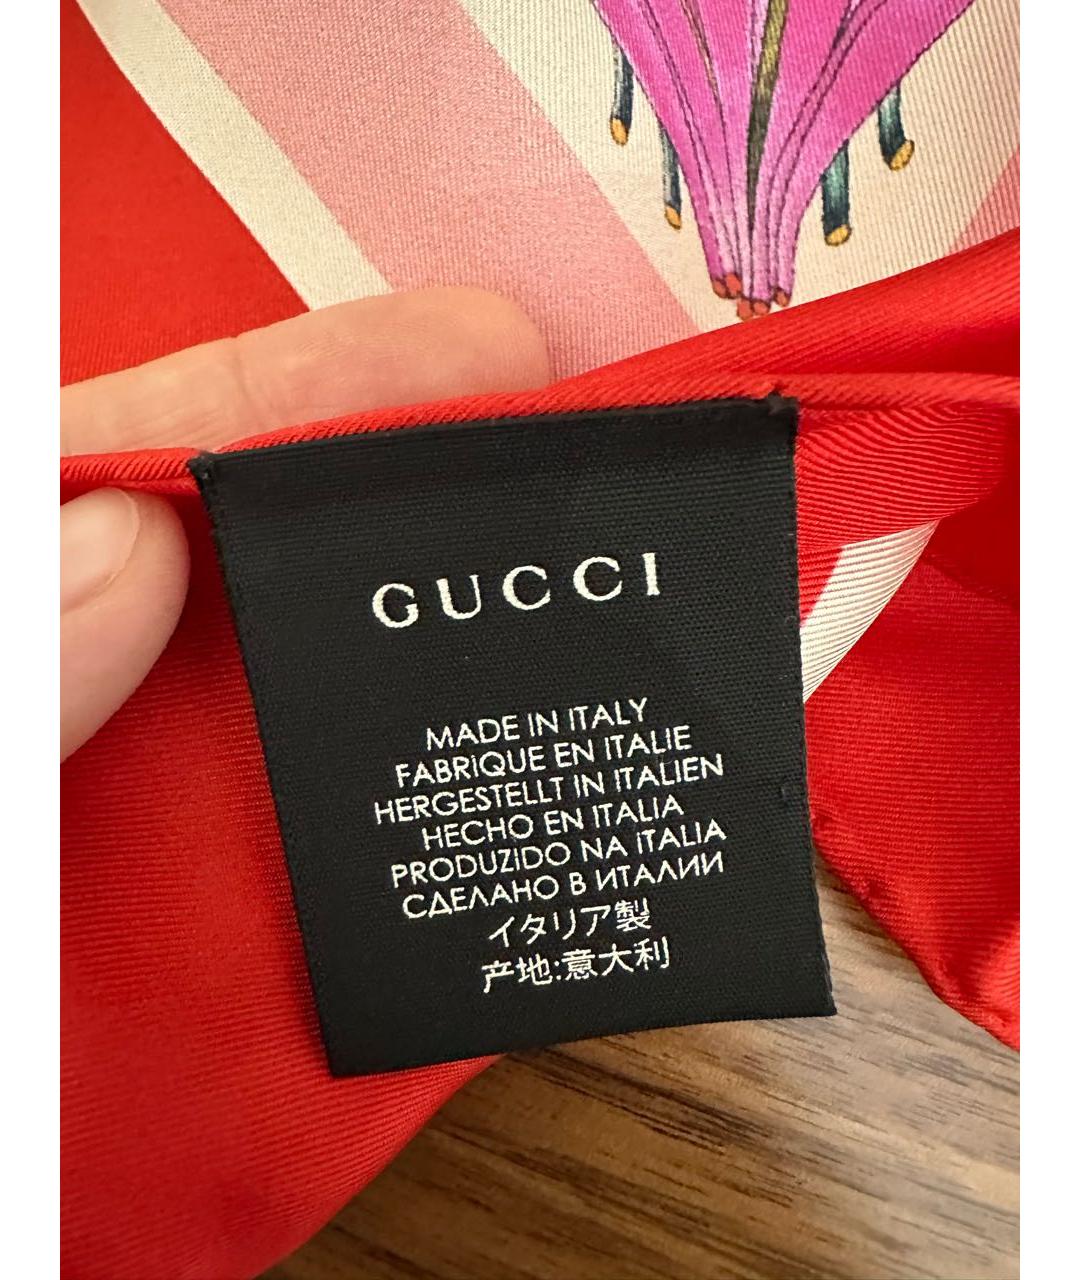 GUCCI
MADE IN ITALY
FABRIQUE EN ITALIE
HERGESTELLT IN ITALIEN
HECHO EN ITALIA
PRODUZIDO NA ITALIA
СДЕЛАНО В ИТАЛИИ
イタリア製
产地:意大利